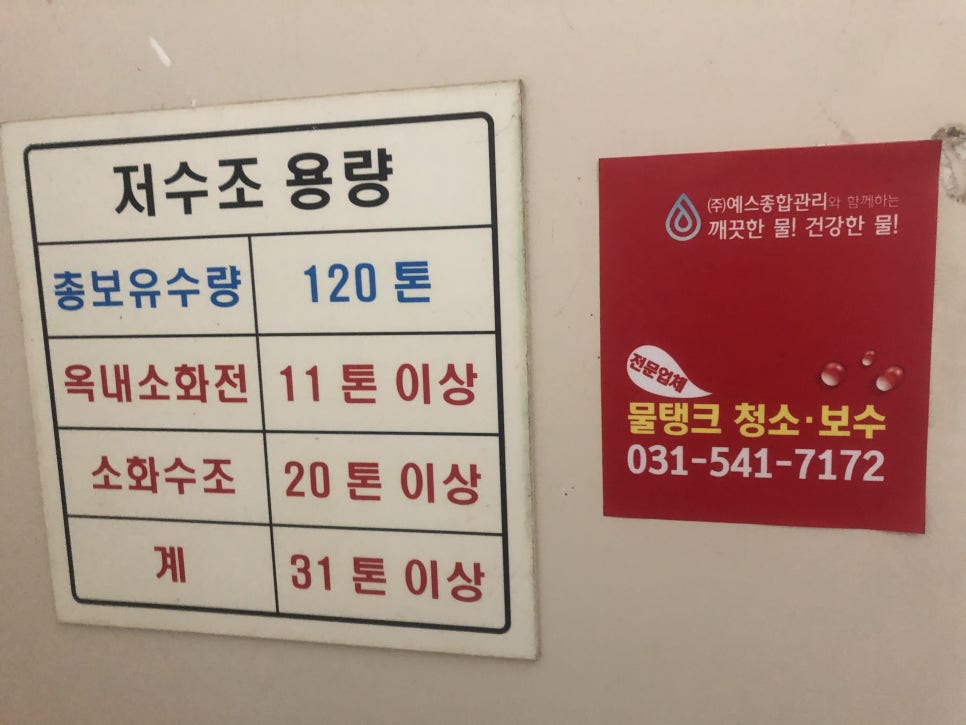 저수조 용량
총보유수량 120 톤
옥내소화전 11 톤 이상
소화수조 20 톤 이상
계 31 톤 이상
(주)예스종합관리와 함께하는
깨끗한 물! 건강한 물!
전문업체
물탱크 청소·보수
031-541-7172